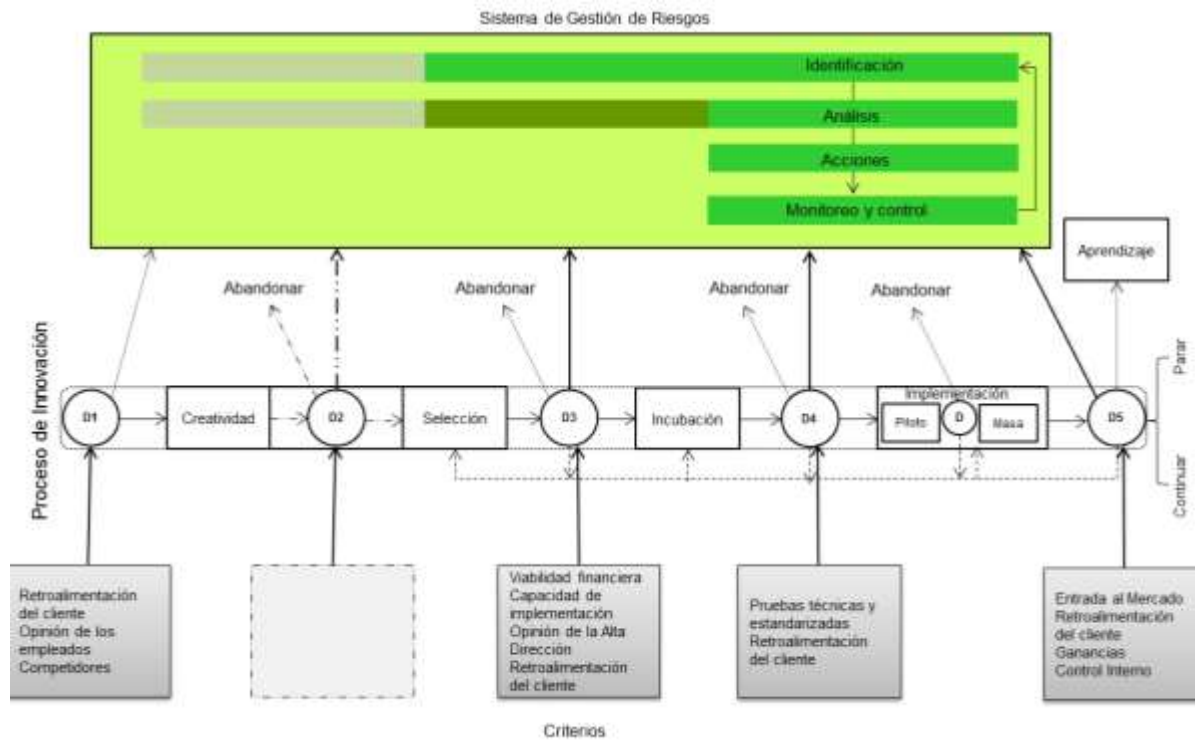 Sistema de Gestión de Riesgos
Identificación
Análisis
Acciones
Monitoreo y control
Aprendizaje
Abandonar
Abandonar
Abandonar
Abandonar
Proceso de Innovación
D1
Creatividad
D2
Selección
D3
Incubación
D4
Implementación
Piloto
D
Masa
D5
Parar
Continuar
Retroalimentación
del cliente
Opinión de los
empleados
Competidores
Viabilidad financiera
Capacidad de
implementación
Opinión de la Alta
Dirección
Retroalimentación
del cliente
Pruebas técnicas y
estandarizadas
Retroalimentación
del cliente
Entrada al Mercado
Retroalimentación
del cliente
Ganancias
Control Interno
Criterios